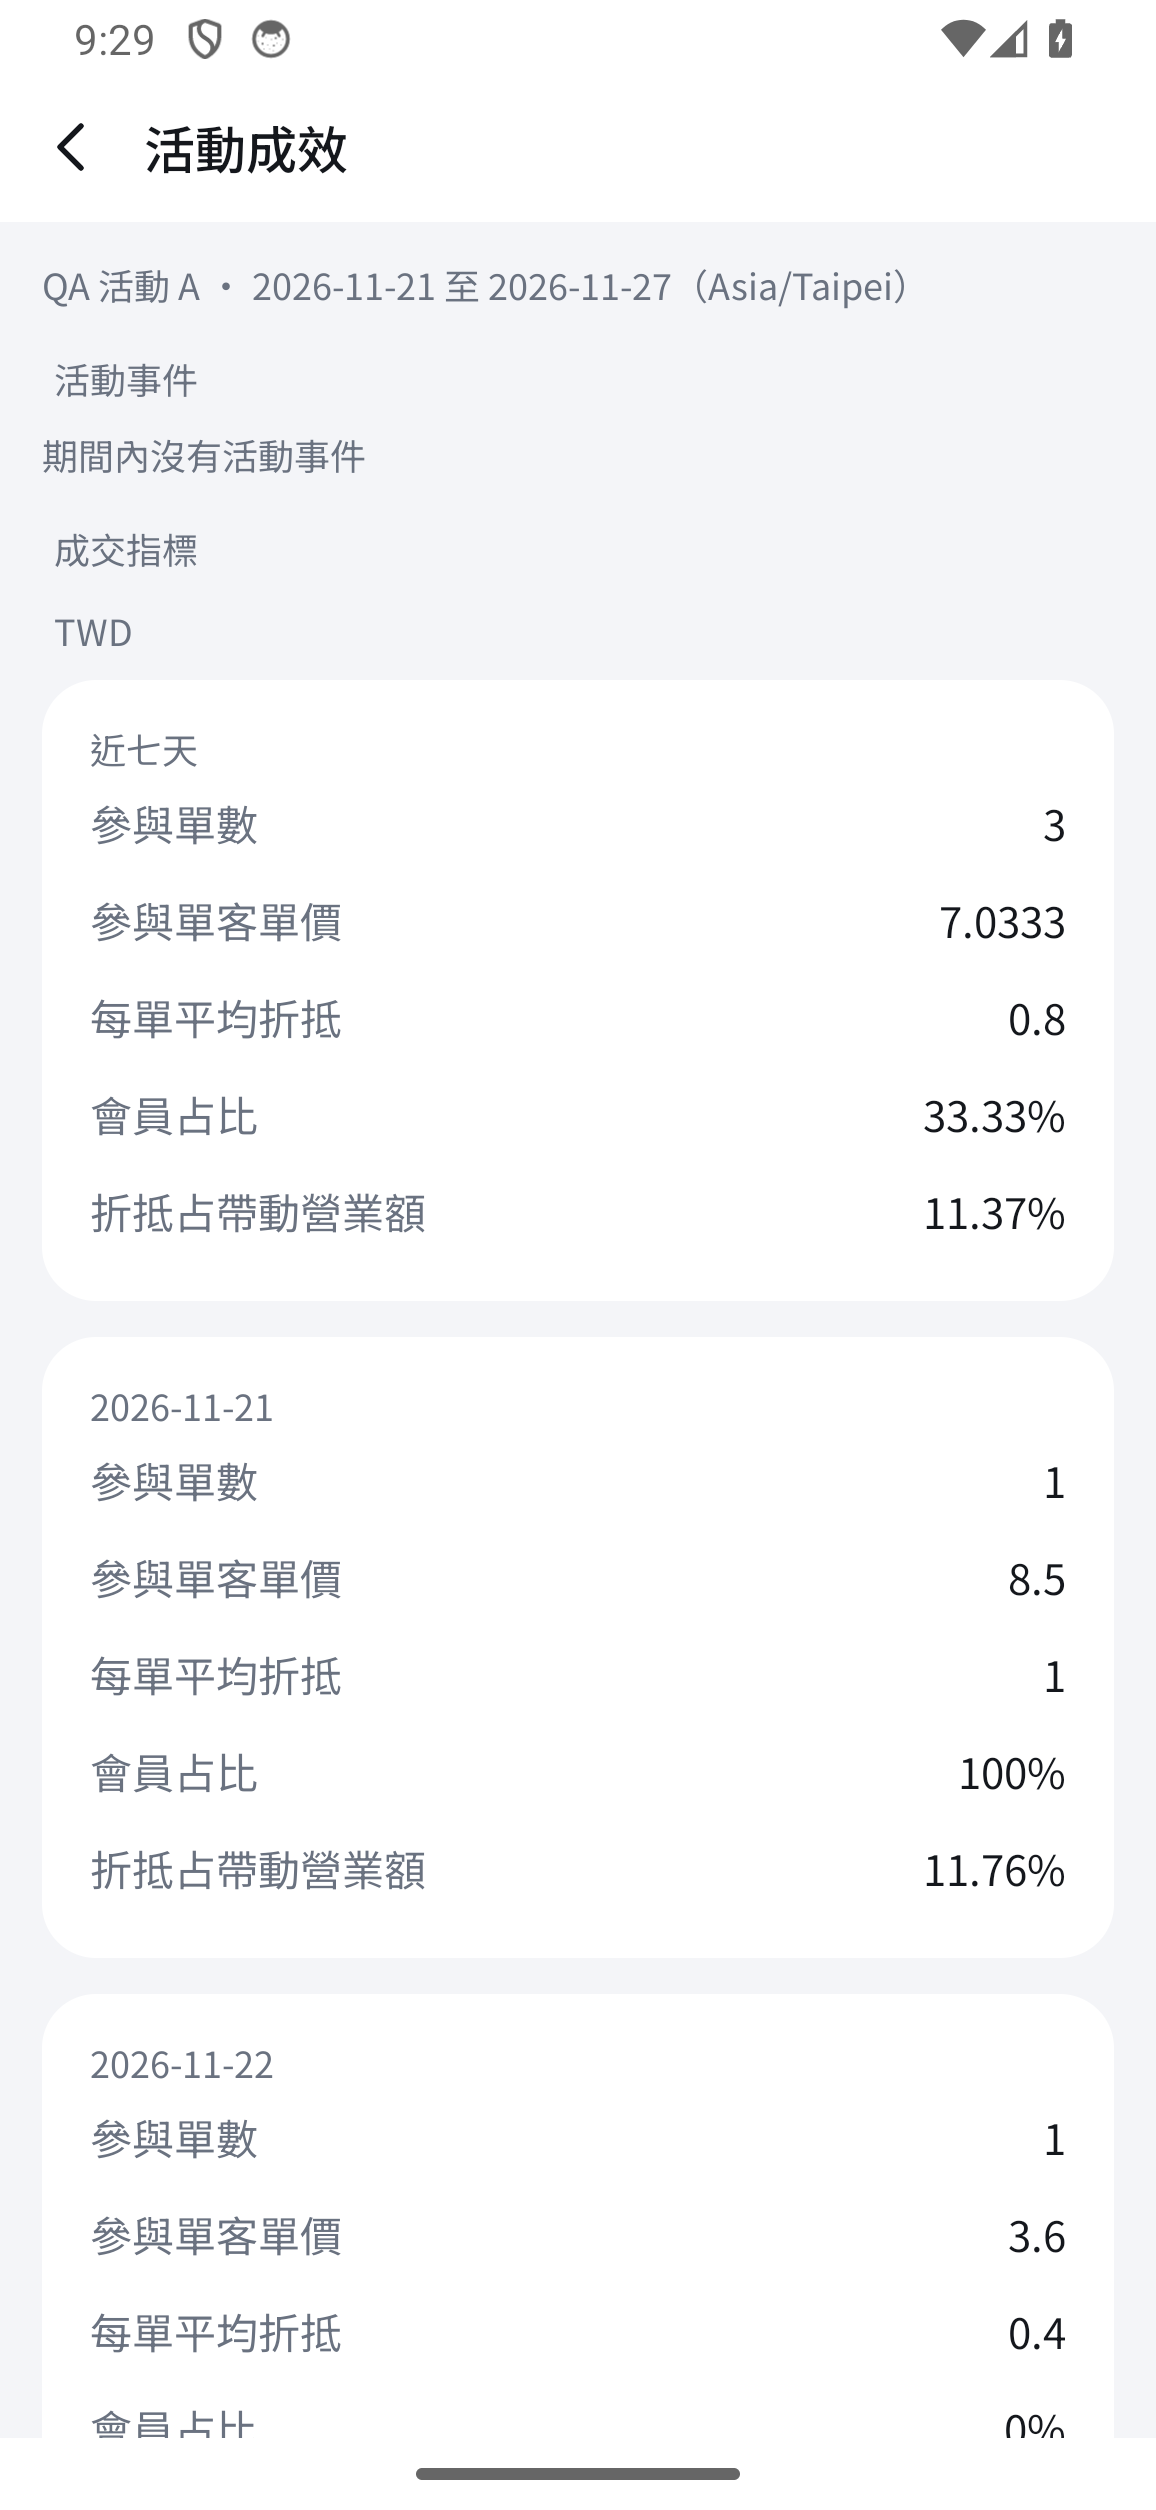 9:29
活動成效
QA 活動 A · 2026-11-21 至 2026-11-27（Asia/Taipei）
活動事件
期間內沒有活動事件
成交指標
TWD
近七天
參與單數 3
參與單客單價 7.0333
每單平均折抵 0.8
會員占比 33.33%
折抵占帶動營業額 11.37%
2026-11-21
參與單數 1
參與單客單價 8.5
每單平均折抵 1
會員占比 100%
折抵占帶動營業額 11.76%
2026-11-22
參與單數 1
參與單客單價 3.6
每單平均折抵 0.4
會員占比 0%